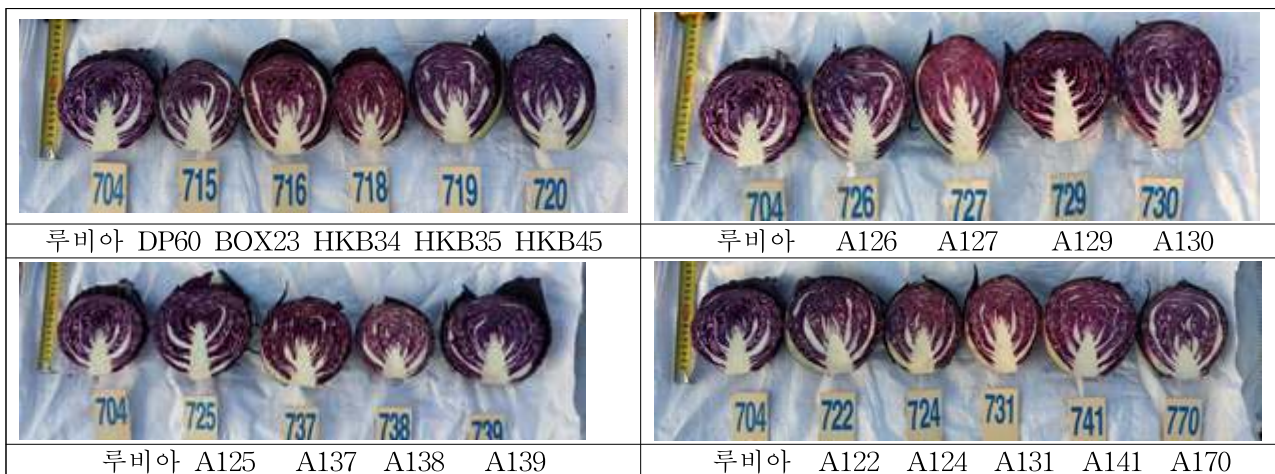 704 715 716 718 719 720
루비아 DP60 BOX23 HKB34 HKB35 HKB45
704 726 727 729 730
루비아 A126 A127 A129 A130
704 725 737 738 739
루비아 A125 A137 A138 A139
704 722 724 731 741 770
루비아 A122 A124 A131 A141 A170